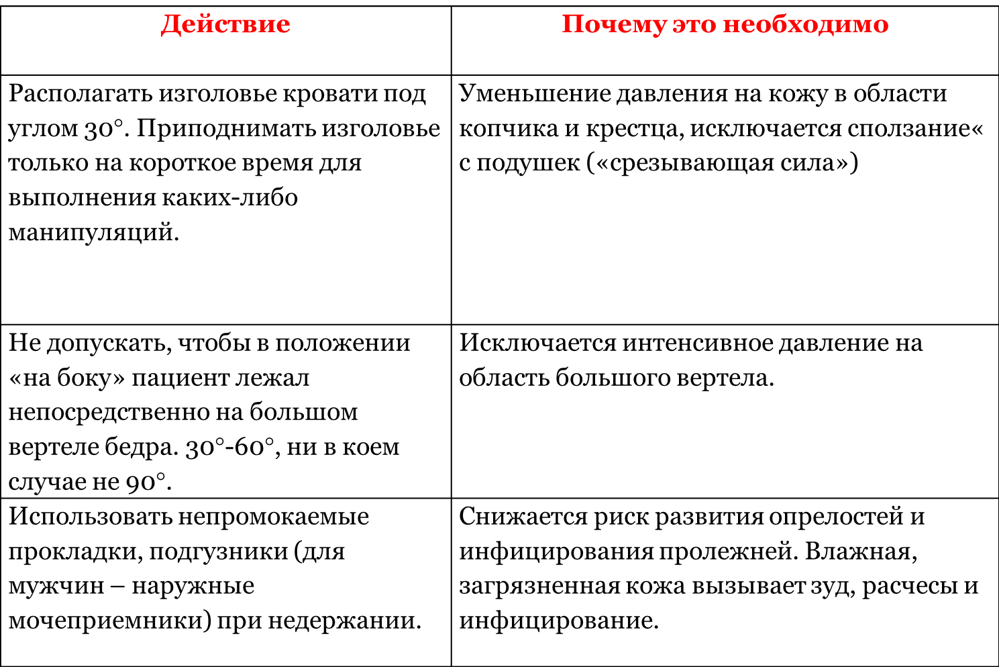 Действие
Почему это необходимо
Располагать изголовье кровати под
углом 30°. Приподнимать изголовье
только на короткое время для
выполнения каких-либо
манипуляций.
Уменьшение давления на кожу в области
копчика и крестца, исключается сползание«
с подушек («срезывающая сила»)
Не допускать, чтобы в положении
«на боку» пациент лежал
непосредственно на большом
вертеле бедра. 30°-60°, ни в коем
случае не 90°.
Исключается интенсивное давление на
область большого вертела.
Использовать непромокаемые
прокладки, подгузники (для
мужчин – наружные
мочеприемники) при недержании.
Снижается риск развития опрелостей и
инфицирования пролежней. Влажная,
загрязненная кожа вызывает зуд, расчесы и
инфицирование.